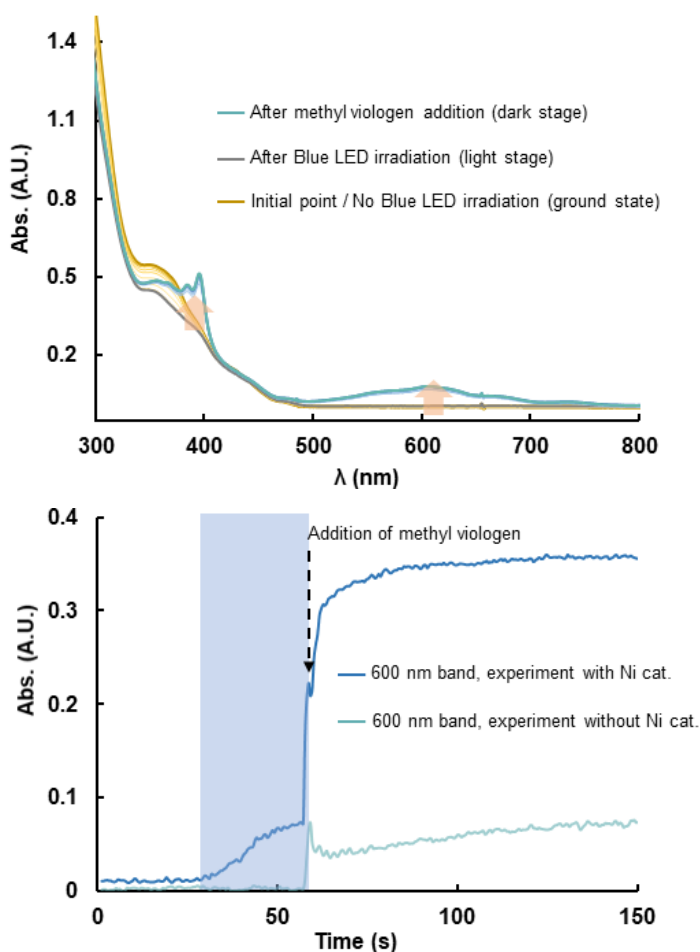 1.4
1.1
0.8
0.5
0.2
Abs. (A.U.)
After methyl viologen addition (dark stage)
After Blue LED irradiation (light stage)
Initial point / No Blue LED irradiation (ground state)
300 400 500 600 700 800
λ (nm)
0.4
0.3
0.2
0.1
0
Abs. (A.U.)
Addition of methyl viologen
600 nm band, experiment with Ni cat.
600 nm band, experiment without Ni cat.
0 50 100 150
Time (s)